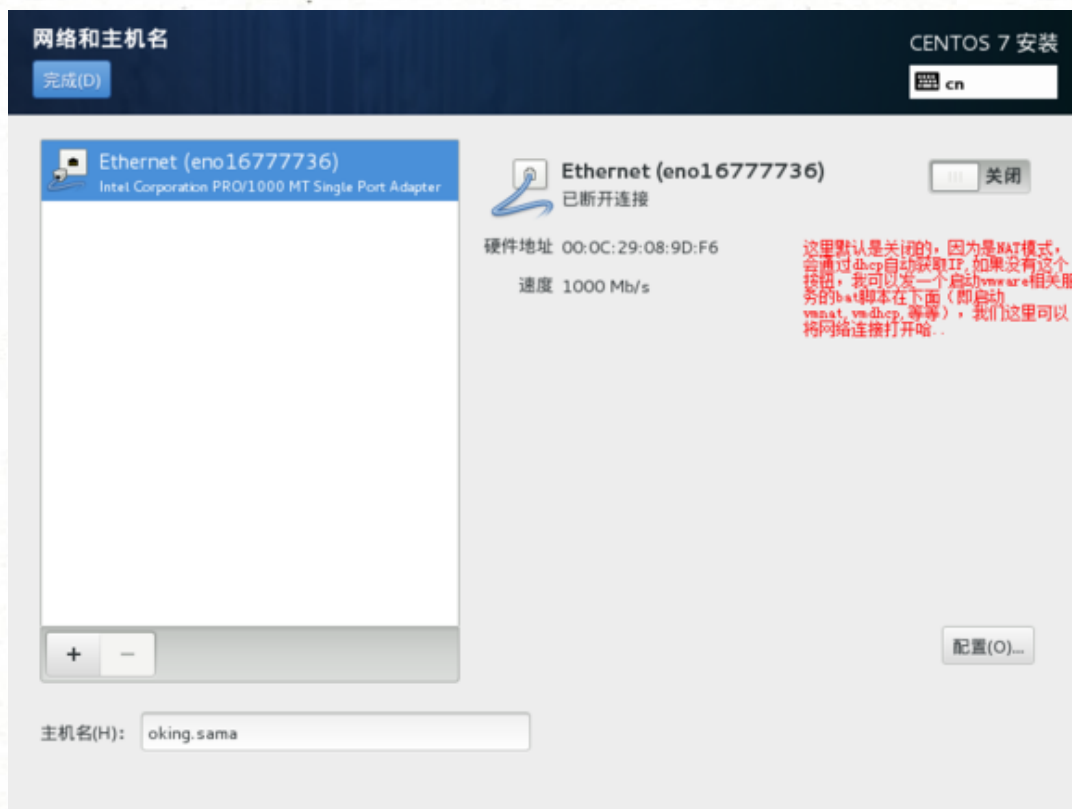 网络和主机名
CENTOS 7 安装
完成(D)
cn
Ethernet (eno16777736)
Intel Corporation PRO/1000 MT Single Port Adapter
Ethernet (eno16777736)
已断开连接
关闭
硬件地址 00:0C:29:08:9D:F6
速度 1000 Mb/s
这里默认是关闭的，因为是NAT模式，
会通过dhcp自动获取IP,如果没有这个
按钮，我可以发一个启动vmware相关服
务的bat脚本在下面（即启动
vmnat,vmdhcp,等等），我们这里可以
将网络连接打开哈..
+
−
配置(O)...
主机名(H)：
oking.sama